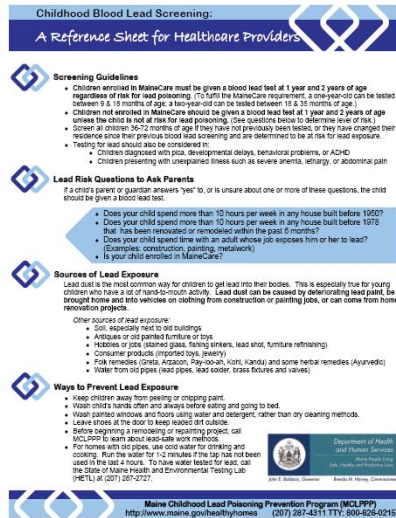 Childhood Blood Lead Screening:
A Reference Sheet for Healthcare Providers
Screening Guidelines
• Children enrolled in MaineCare must be given a blood lead test at 1 year and 2 years of age
regardless of risk for lead poisoning. (To fulfill the MaineCare requirement, a one-year-old can be tested
between 9 & 18 months of age; a two-year-old can be tested between 18 & 36 months of age.)
• Children not enrolled in MaineCare should be given a blood lead test at 1 year and 2 years of age
unless the child is not at risk for lead poisoning. (See questions below to determine level of risk.)
• Screen all children 36-72 months of age if they have not previously been tested, or they have changed their
residence since their previous blood lead screening and are determined to be at risk for lead exposure.
• Testing for lead should also be considered in:
• Children diagnosed with pica, developmental delays, behavioral problems, or ADHD
• Children presenting with unexplained illness such as severe anemia, lethargy, or abdominal pain
Lead Risk Questions to Ask Parents
If a child's parent or guardian answers "yes" to, or is unsure about one or more of these questions, the child
should be given a blood lead test.
• Does your child spend more than 10 hours per week in any house built before 1950?
• Does your child spend more than 10 hours per week in any house built before 1978
that has been renovated or remodeled within the past 6 months?
• Does your child spend time with an adult whose job exposes him or her to lead?
(Examples: construction, painting, metalwork)
• Is your child enrolled in MaineCare?
Sources of Lead Exposure
Lead dust is the most common way for children to get lead into their bodies. This is especially true for young
children who have a lot of hand-to-mouth activity. Lead dust can be caused by deteriorating lead paint, be
brought home and into vehicles on clothing from construction or painting jobs, or can come from home
renovation projects.
Other sources of lead exposure:
• Soil, especially next to old buildings
• Antiques or old painted furniture or toys
• Hobbies or jobs (stained glass, fishing sinkers, lead shot, furniture refinishing)
• Consumer products (imported toys, jewelry)
• Folk remedies (Greta, Arzacon, Pay-loo-ah, Kohl, Kandu) and some herbal remedies (Ayurvedic)
• Water from old pipes (lead pipes, lead solder, brass fixtures and valves)
Ways to Prevent Lead Exposure
• Keep children away from peeling or chipping paint.
• Wash child's hands often and always before eating and going to bed.
• Wash painted windows and floors using water and detergent, rather than dry cleaning methods.
• Leave shoes at the door to keep leaded dirt outside.
• Before beginning a remodeling or repainting project, call
MCLPPP to learn about lead-safe work methods.
• For homes with old pipes, use cold water for drinking and
cooking. Run the water for 1-2 minutes if the tap has not been
used in the last 4 hours. To have water tested for lead, call
the State of Maine Health and Environmental Testing Lab
(HETL) at (207) 287-2727.
Department of Health
and Human Services
Maine People Living
Safe, Healthy and Productive Lives
John E. Baldacci, Governor
Brenda M. Harvey, Commissioner
Maine Childhood Lead Poisoning Prevention Program (MCLPPP)
http://www.maine.gov/healthyhomes (207) 287-4311 TTY: 800-626-0215